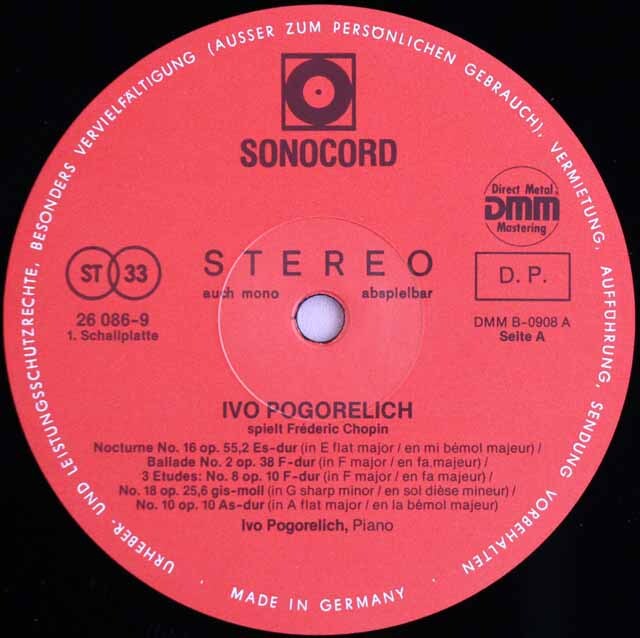 URHEBER- UND LEISTUNGSSCHUTZRECHTE, BESONDERS VERVIELFÄLTIGUNG (AUSSER ZUM PERSÖNLICHEN GEBRAUCH), VERMIETUNG, AUFFÜHRUNG, SENDUNG VORBEHALTEN
SONOCORD
Direct Metal
DMM
Mastering
ST 33
STEREO
D. P.
auch mono abspielbar
26 086-9
1. Schallplatte
DMM B-0908 A
Seite A
IVO POGORELICH
spielt Fréderic Chopin
Nocturne No. 16 op. 55,2 Es-dur (in E flat major / en mi bémol majeur) /
Ballade No. 2 op. 38 F-dur (in F major / en fa majeur) /
3 Etudes: No. 8 op. 10 F-dur (in F major / en fa majeur) /
No. 18 op. 25,6 gis-moll (in G sharp minor / en sol dièse mineur) /
No. 10 op. 10 As-dur (in A flat major / en la bémol majeur)
Ivo Pogorelich, Piano
· MADE IN GERMANY ·